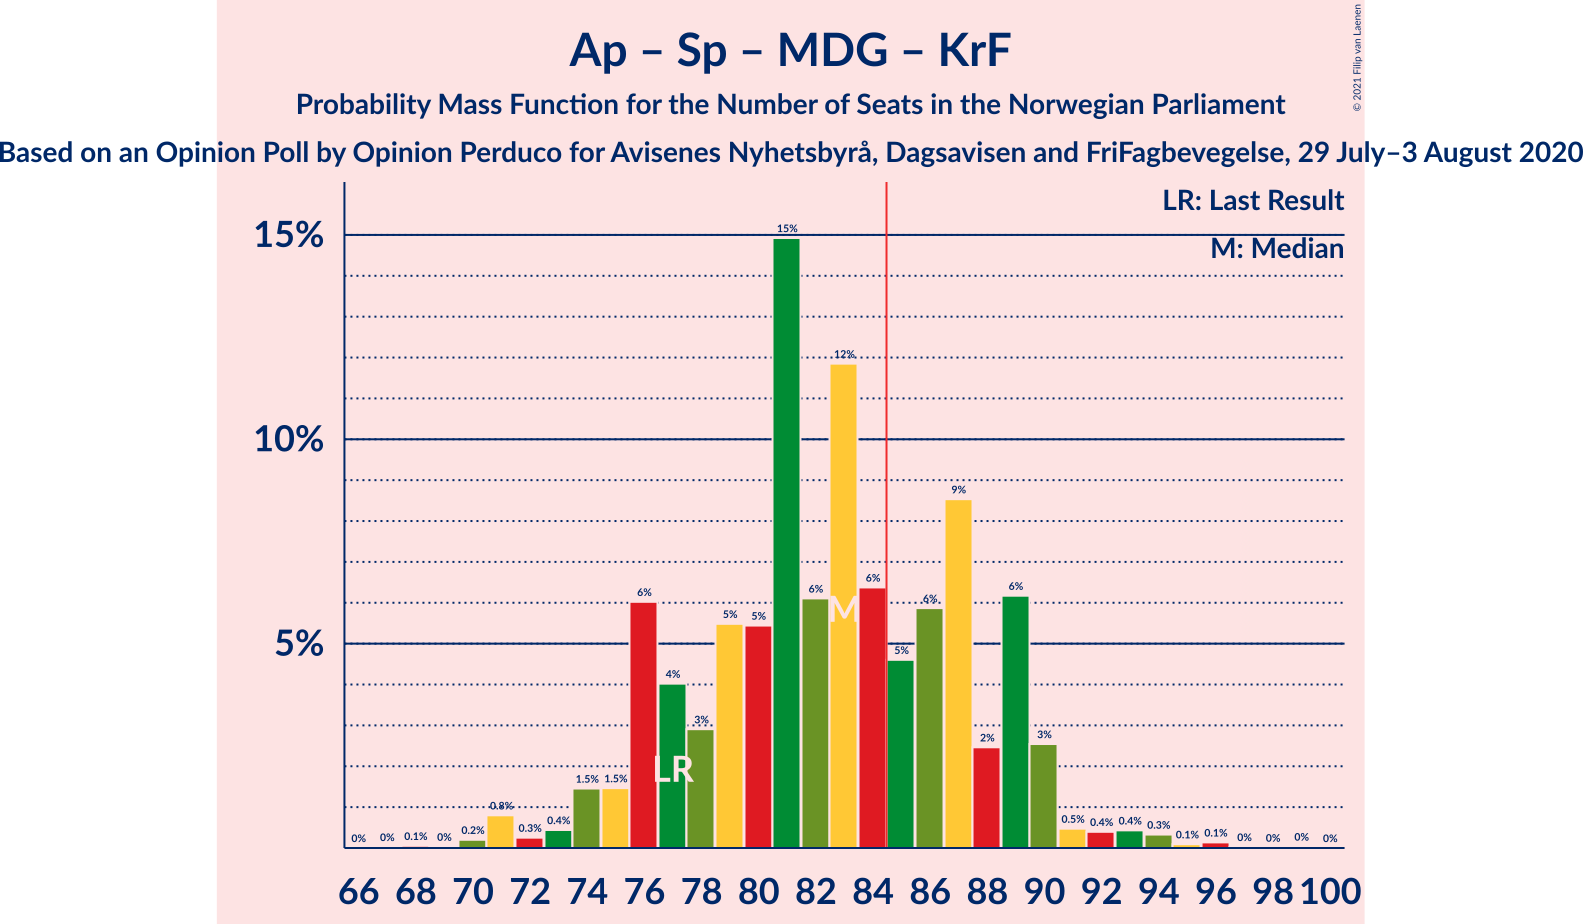 Ap – Sp – MDG – KrF
Probability Mass Function for the Number of Seats in the Norwegian Parliament
Based on an Opinion Poll by Opinion Perduco for Avisenes Nyhetsbyrå, Dagsavisen and FriFagbevegelse, 29 July–3 August 2020
© 2021 Filip van Laenen
LR: Last Result
M: Median
15%
10%
5%
0% 0% 0.1% 0% 0.2% 0.8% 0.3% 0.4% 1.5% 1.5% 6% 4% 3% 5% 5% 15% 6% 12% 6% 5% 6% 9% 2% 6% 3% 0.5% 0.4% 0.4% 0.3% 0.1% 0.1% 0% 0% 0% 0%
M
LR
66 68 70 72 74 76 78 80 82 84 86 88 90 92 94 96 98 100